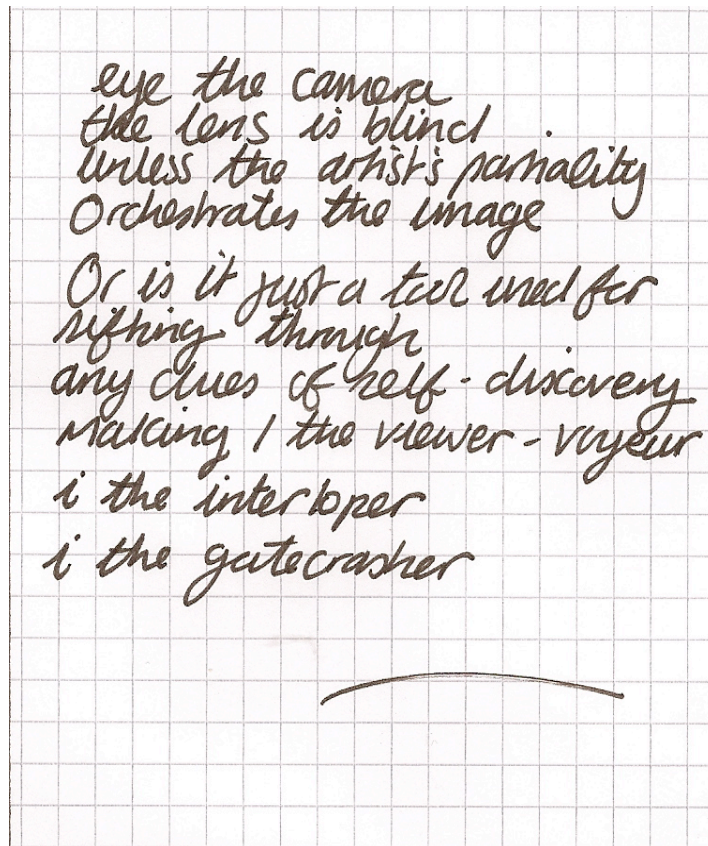 eye the camera
the lens is blind
unless the artist's partiality
Orchestrates the image
Or is it just a tool used for
sifting through
any clues of self-discovery
Making I the viewer-voyeur
i the interloper
i the gatecrasher